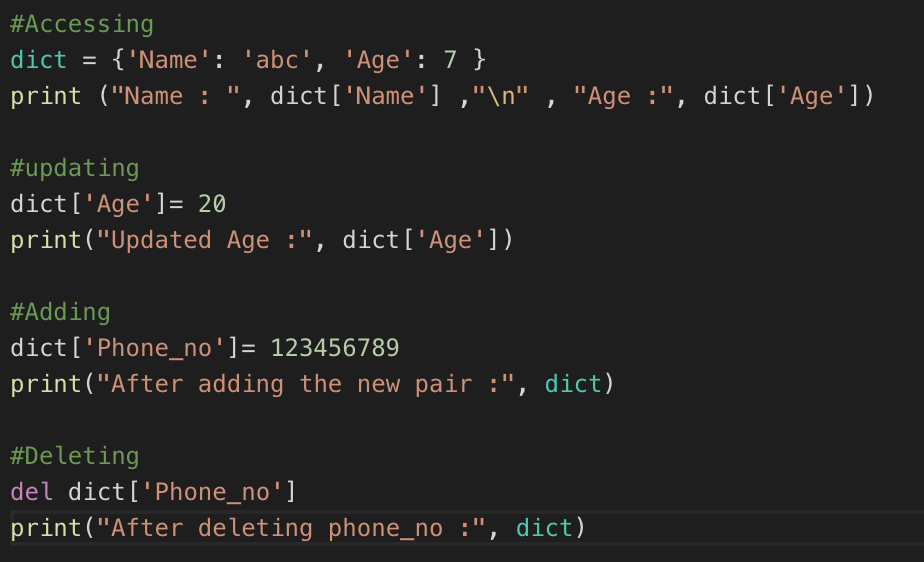 #Accessing
dict = {'Name': 'abc', 'Age': 7 }
print ("Name : ", dict['Name'] ,"\n" , "Age :", dict['Age'])
#updating
dict['Age']= 20
print("Updated Age :", dict['Age'])
#Adding
dict['Phone_no']= 123456789
print("After adding the new pair :", dict)
#Deleting
del dict['Phone_no']
print("After deleting phone_no :", dict)